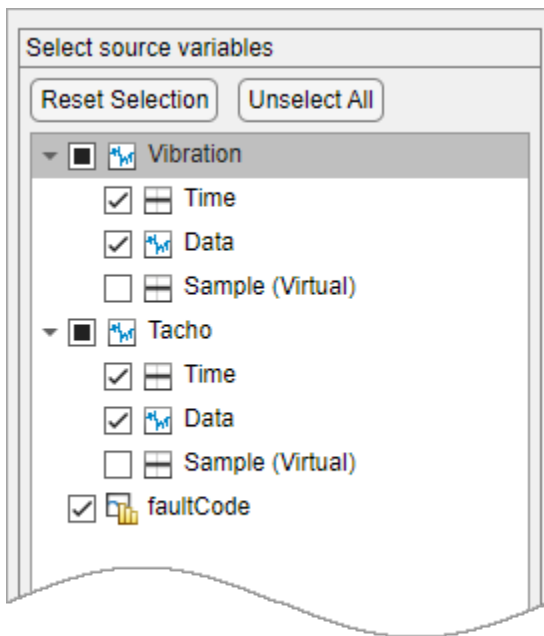 Select source variables
Reset Selection Unselect All
Vibration
Time
Data
Sample (Virtual)
Tacho
Time
Data
Sample (Virtual)
faultCode